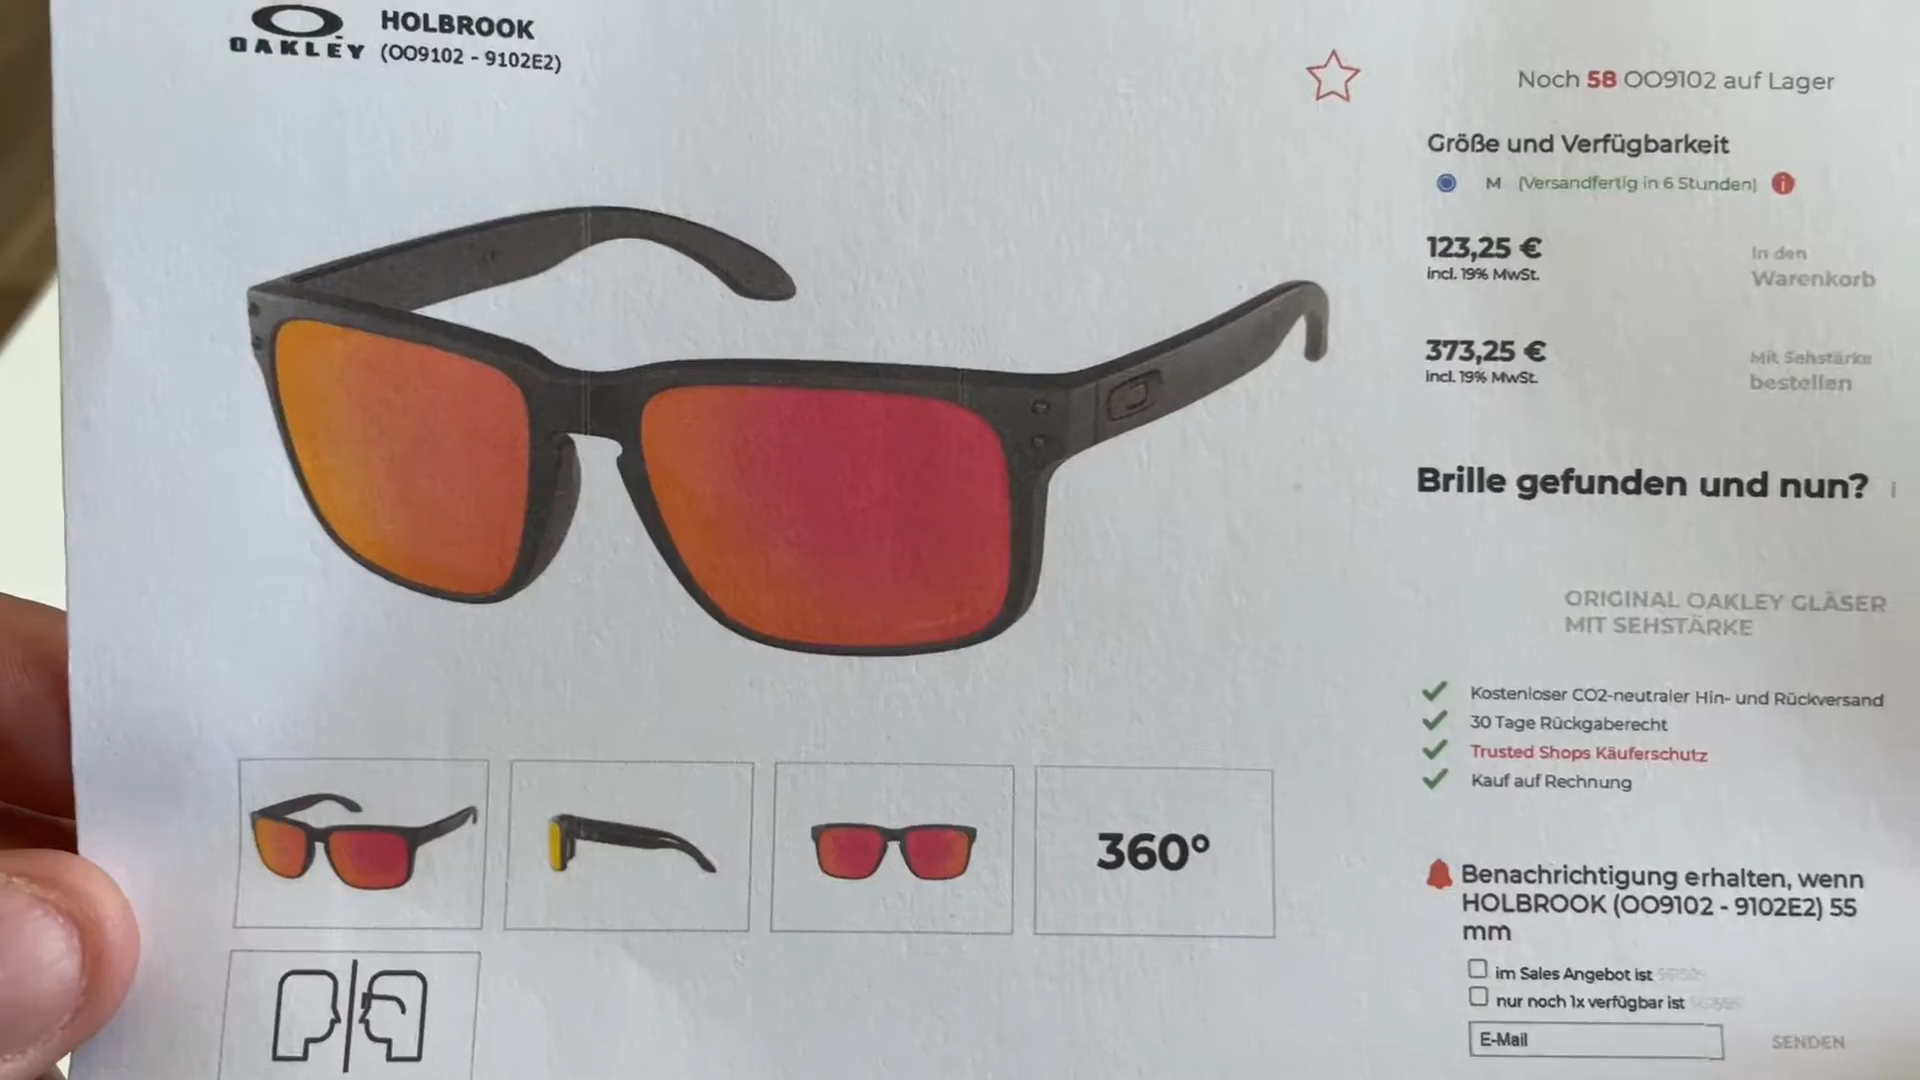 OAKLEY
HOLBROOK
(OO9102 - 9102E2)
Noch 58 OO9102 auf Lager
Größe und Verfügbarkeit
M (Versandfertig in 6 Stunden) i
123,25 €
incl. 19% MwSt.
In den
Warenkorb
373,25 €
incl. 19% MwSt.
Mit Sehstärke
bestellen
Brille gefunden und nun?
ORIGINAL OAKLEY GLÄSER
MIT SEHSTÄRKE
Kostenloser CO2-neutraler Hin- und Rückversand
30 Tage Rückgaberecht
Trusted Shops Käuferschutz
Kauf auf Rechnung
360°
Benachrichtigung erhalten, wenn
HOLBROOK (OO9102 - 9102E2) 55
mm
im Sales Angebot ist
nur noch 1x verfügbar ist
E-Mail
SENDEN